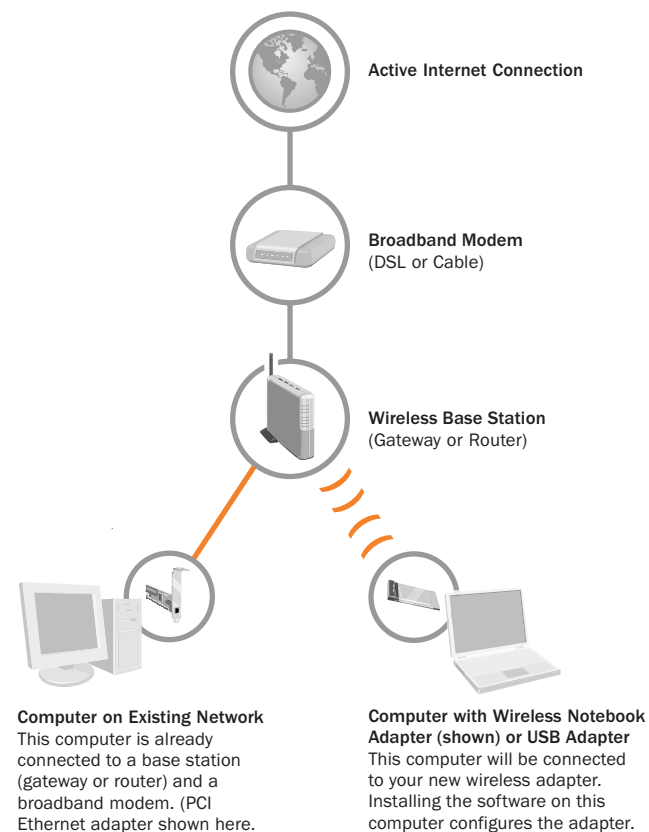 Active Internet Connection
Broadband Modem
(DSL or Cable)
Wireless Base Station
(Gateway or Router)
Computer on Existing Network
This computer is already
connected to a base station
(gateway or router) and a
broadband modem. (PCI
Ethernet adapter shown here.
Computer with Wireless Notebook
Adapter (shown) or USB Adapter
This computer will be connected
to your new wireless adapter.
Installing the software on this
computer configures the adapter.